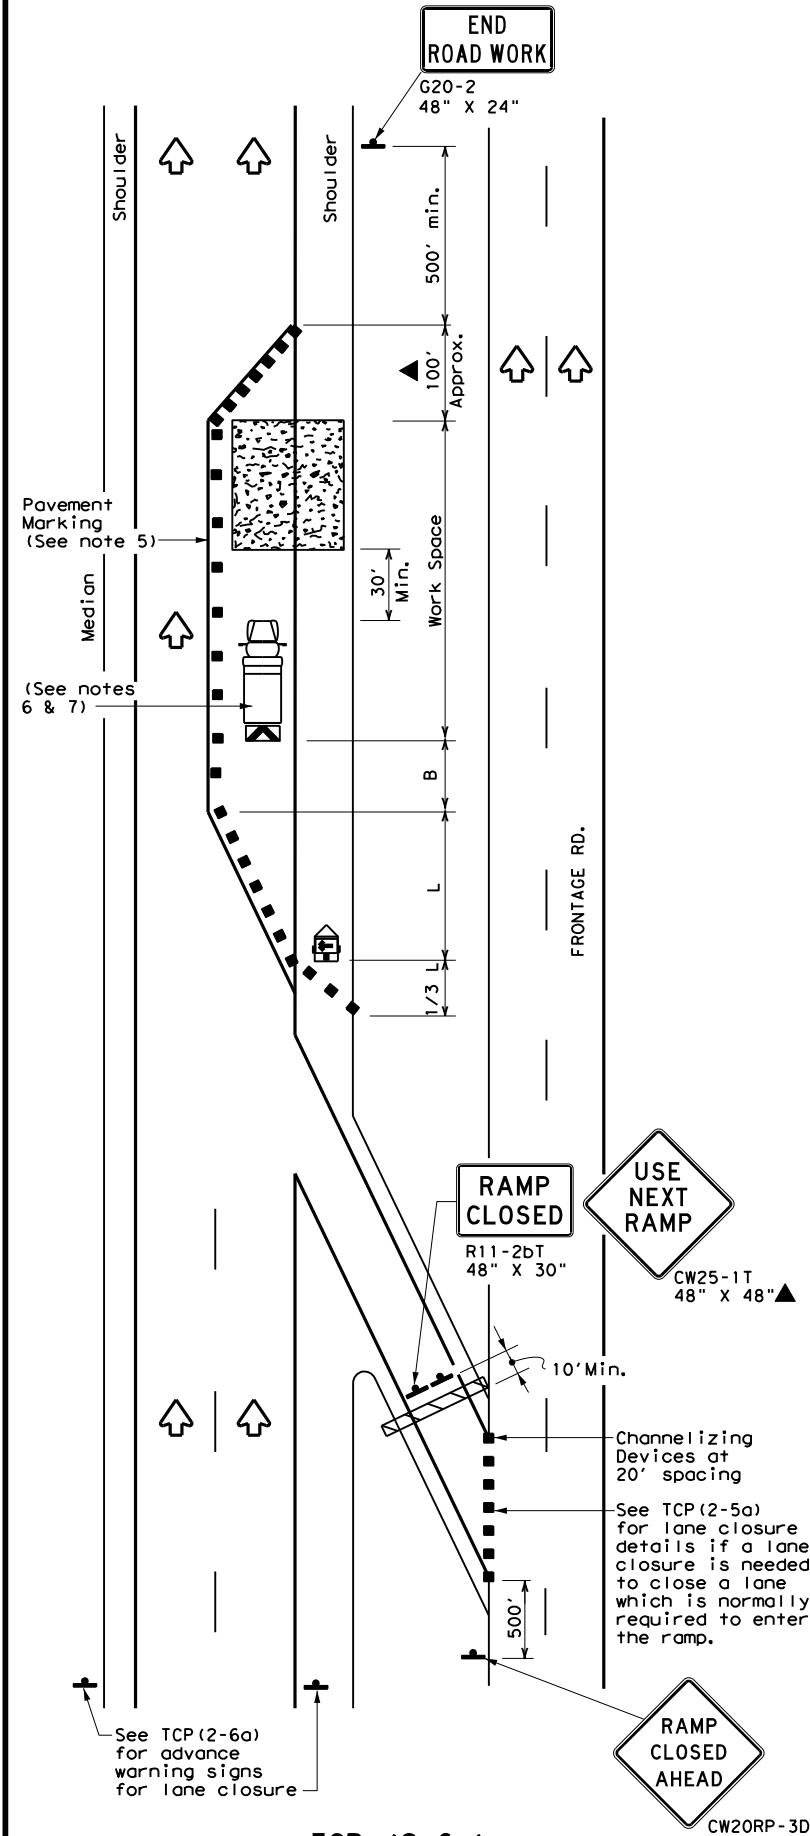 END
ROAD WORK
G20-2
48" X 24"
Shoulder
Shoulder
500' min.
100'
Approx.
Pavement
Marking
(See note 5)
Work Space
30'
Min.
Median
(See notes
6 & 7)
B
L
FRONTAGE RD.
1/3 L
RAMP
CLOSED
R11-2bT
48" X 30"
USE
NEXT
RAMP
CW25-1T
48" X 48"
10'Min.
Channelizing
Devices at
20' spacing
See TCP(2-5a)
for lane closure
details if a lane
closure is needed
to close a lane
which is normally
required to enter
the ramp.
500'
See TCP(2-6a)
for advance
warning signs
for lane closure
RAMP
CLOSED
AHEAD
CW20RP-3D